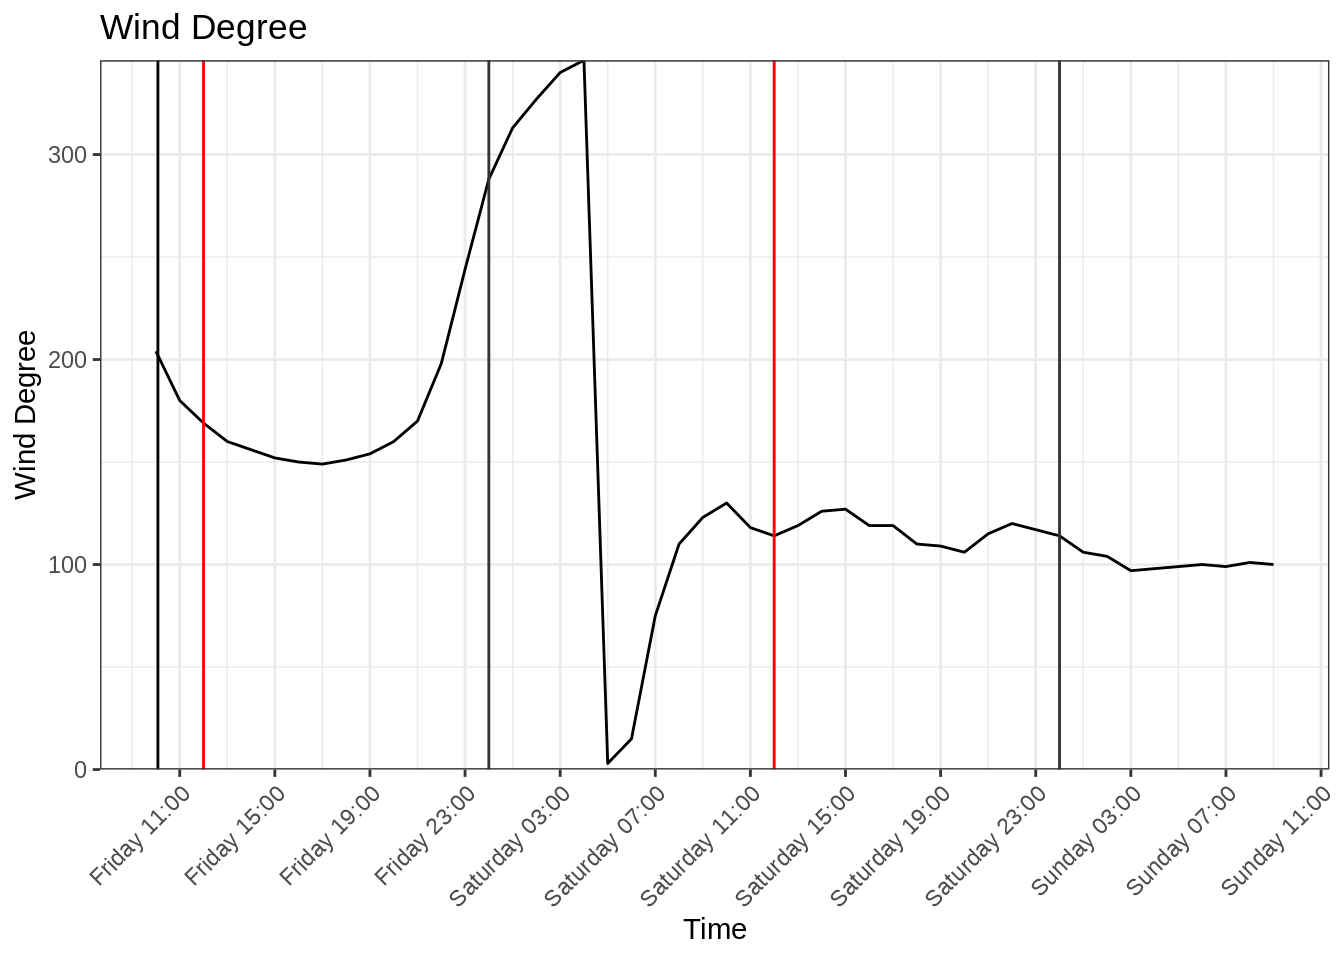 Wind Degree
Wind Degree
300
200
100
0
Friday 11:00
Friday 15:00
Friday 19:00
Friday 23:00
Saturday 03:00
Saturday 07:00
Saturday 11:00
Saturday 15:00
Saturday 19:00
Saturday 23:00
Sunday 03:00
Sunday 07:00
Sunday 11:00
Time